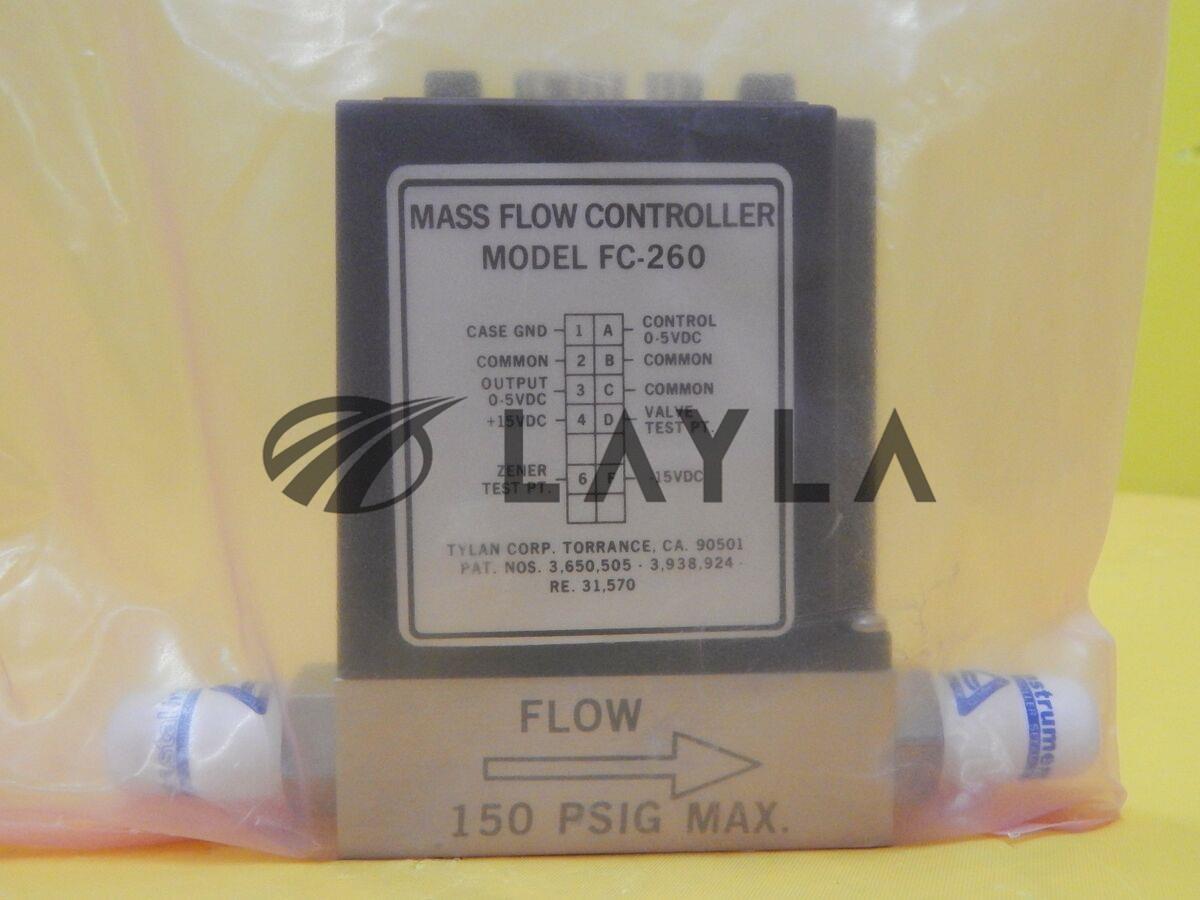 MASS FLOW CONTROLLER
MODEL FC-260
CASE GND 1 A CONTROL 0-5VDC
COMMON 2 B COMMON
OUTPUT 0-5VDC 3 C COMMON
+15VDC 4 D VALVE TEST PT.
ZENER TEST PT. 6 F -15VDC
LAYLA
TYLAN CORP. TORRANCE, CA. 90501
PAT. NOS. 3,650,505 · 3,938,924 ·
RE. 31,570
FLOW
150 PSIG MAX.